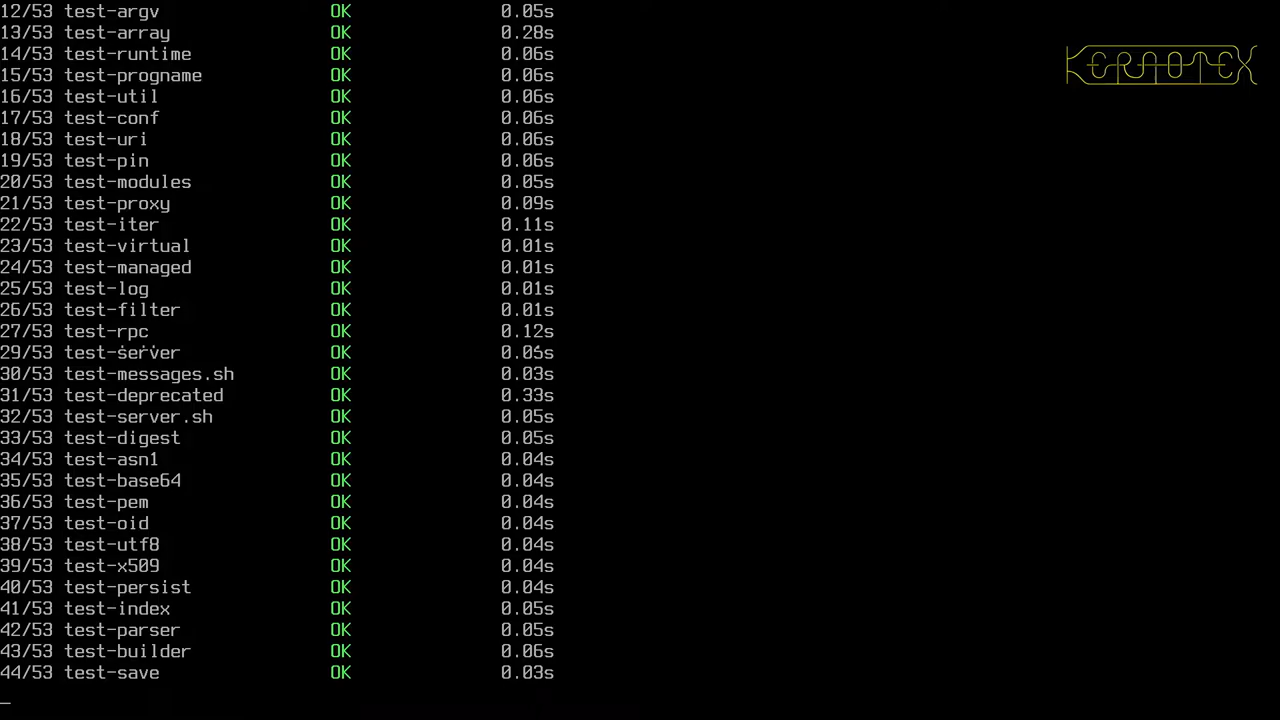 12/53 test-argv OK 0.05s
13/53 test-array OK 0.28s
14/53 test-runtime OK 0.06s
15/53 test-progname OK 0.06s
16/53 test-util OK 0.06s
17/53 test-conf OK 0.06s
18/53 test-uri OK 0.06s
19/53 test-pin OK 0.06s
20/53 test-modules OK 0.05s
21/53 test-proxy OK 0.09s
22/53 test-iter OK 0.11s
23/53 test-virtual OK 0.01s
24/53 test-managed OK 0.01s
25/53 test-log OK 0.01s
26/53 test-filter OK 0.01s
27/53 test-rpc OK 0.12s
29/53 test-server OK 0.05s
30/53 test-messages.sh OK 0.03s
31/53 test-deprecated OK 0.33s
32/53 test-server.sh OK 0.05s
33/53 test-digest OK 0.05s
34/53 test-asn1 OK 0.04s
35/53 test-base64 OK 0.04s
36/53 test-pem OK 0.04s
37/53 test-oid OK 0.04s
38/53 test-utf8 OK 0.04s
39/53 test-x509 OK 0.04s
40/53 test-persist OK 0.04s
41/53 test-index OK 0.05s
42/53 test-parser OK 0.05s
43/53 test-builder OK 0.06s
44/53 test-save OK 0.03s